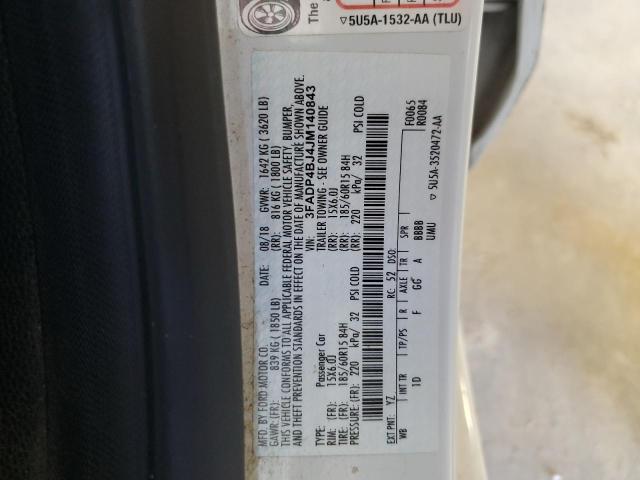 The
▽5U5A-1532-AA (TLU)
MFD. BY FORD MOTOR CO.
DATE: 08/18 GVWR: 1642 KG ( 3620 LB)
GAWR: (FR): 839 KG ( 1850 LB) (RR): 816 KG ( 1800 LB)
THIS VEHICLE CONFORMS TO ALL APPLICABLE FEDERAL MOTOR VEHICLE SAFETY, BUMPER,
AND THEFT PREVENTION STANDARDS IN EFFECT ON THE DATE OF MANUFACTURE SHOWN ABOVE.
VIN: 3FADP4BJ4JM140843
TYPE: Passenger Car TRAILER TOWING - SEE OWNER GUIDE
RIM: (FR): 15X6.0J (RR): 15X6.0J
TIRE: (FR): 185/60R15 84H (RR): 185/60R15 84H
PRESSURE: (FR): 220 kPa/ 32 PSI COLD (RR): 220 kPa/ 32 PSI COLD
EXT PNT: YZ RC: 52 DSO: F0065
WB INT TR TP/PS R AXLE TR SPR R0084
1D F GG A BBBB
UMU
▽ 5U5A-3520472-AA